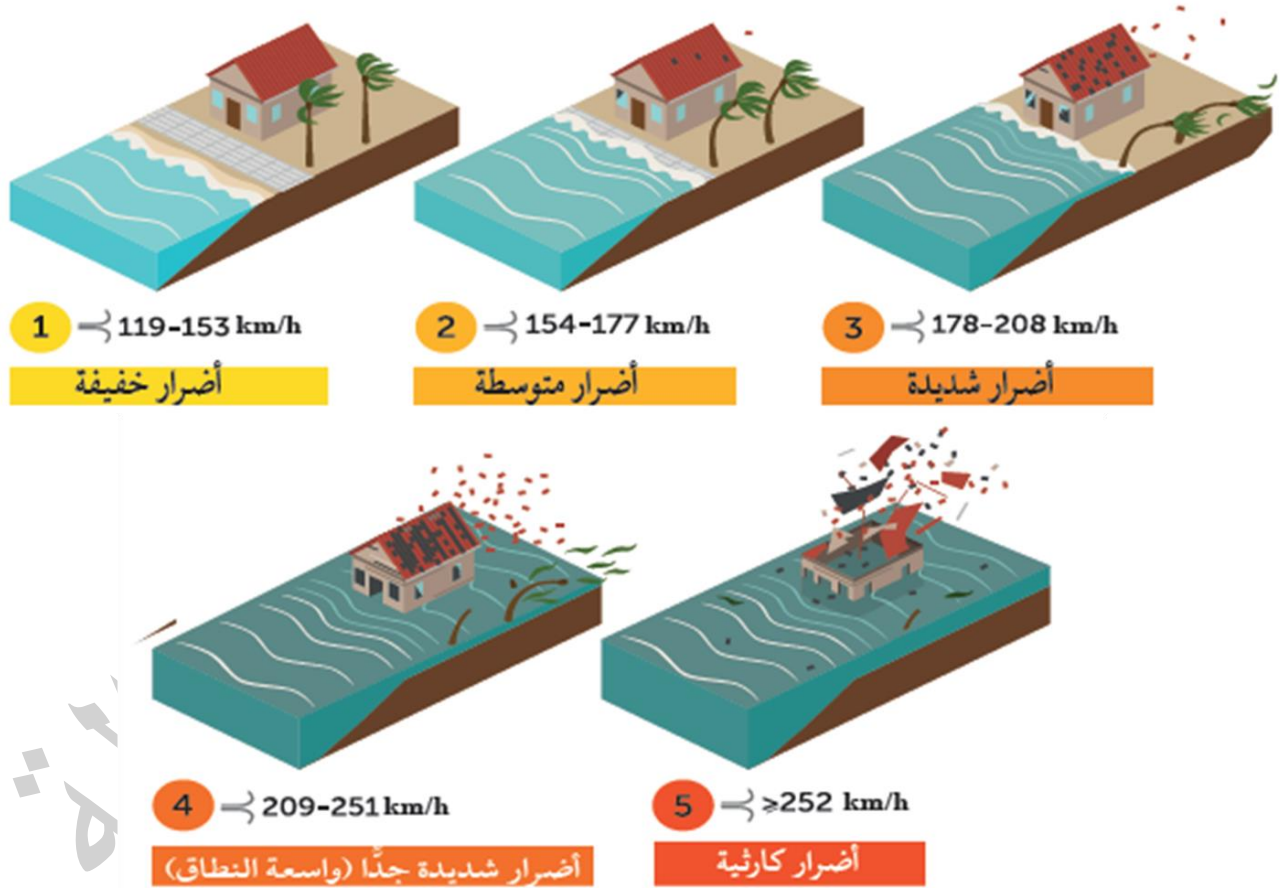 1 119-153 km/h
أضرار خفيفة
2 154-177 km/h
أضرار متوسطة
3 178-208 km/h
أضرار شديدة
4 209-251 km/h
أضرار شديدة جدًّا (واسعة النطاق)
5 ≥252 km/h
أضرار كارثية